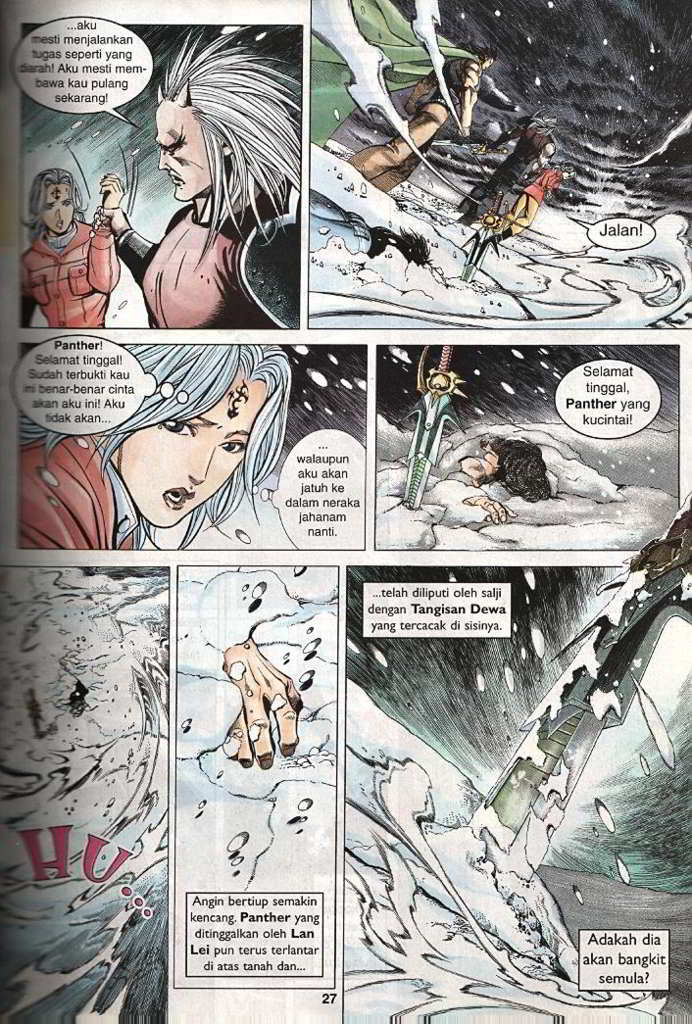 ...aku
mesti menjalankan
tugas seperti yang
diarah! Aku mesti mem-
bawa kau pulang
sekarang!
Jalan!
Panther!
Selamat tinggal!
Sudah terbukti kau
ini benar-benar cinta
akan aku ini! Aku
tidak akan...
...
walaupun
aku akan
jatuh ke
dalam neraka
jahanam
nanti.
Selamat
tinggal,
Panther yang
kucintai!
HU...
Angin bertiup semakin
kencang. Panther yang
ditinggalkan oleh Lan
Lei pun terus terlantar
di atas tanah dan...
...telah diliputi oleh salji
dengan Tangisan Dewa
yang tercacak di sisinya.
Adakah dia
akan bangkit
semula?
27